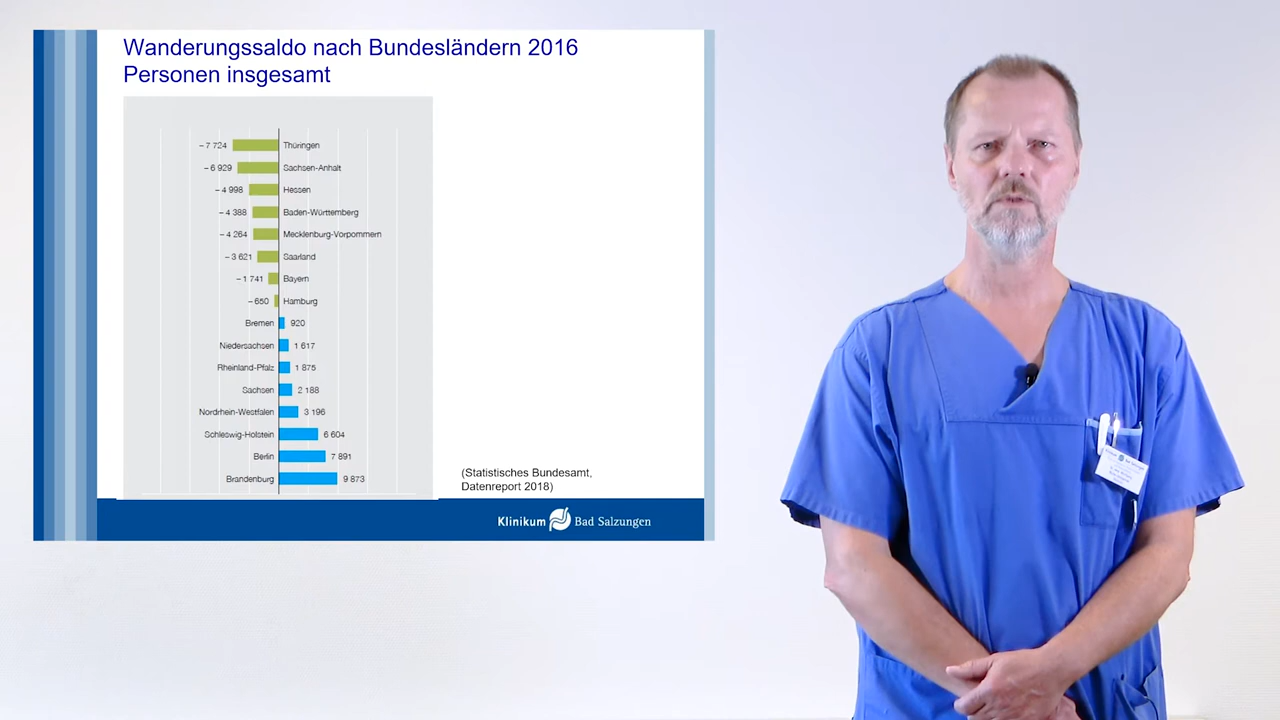 Wanderungssaldo nach Bundesländern 2016
Personen insgesamt
– 7 724 Thüringen
– 6 929 Sachsen-Anhalt
– 4 998 Hessen
– 4 388 Baden-Württemberg
– 4 264 Mecklenburg-Vorpommern
– 3 621 Saarland
– 1 741 Bayern
– 650 Hamburg
Bremen 920
Niedersachsen 1 617
Rheinland-Pfalz 1 875
Sachsen 2 188
Nordrhein-Westfalen 3 196
Schleswig-Holstein 6 604
Berlin 7 891
Brandenburg 9 873
(Statistisches Bundesamt,
Datenreport 2018)
Klinikum Bad Salzungen
Klinikum Bad Salzungen